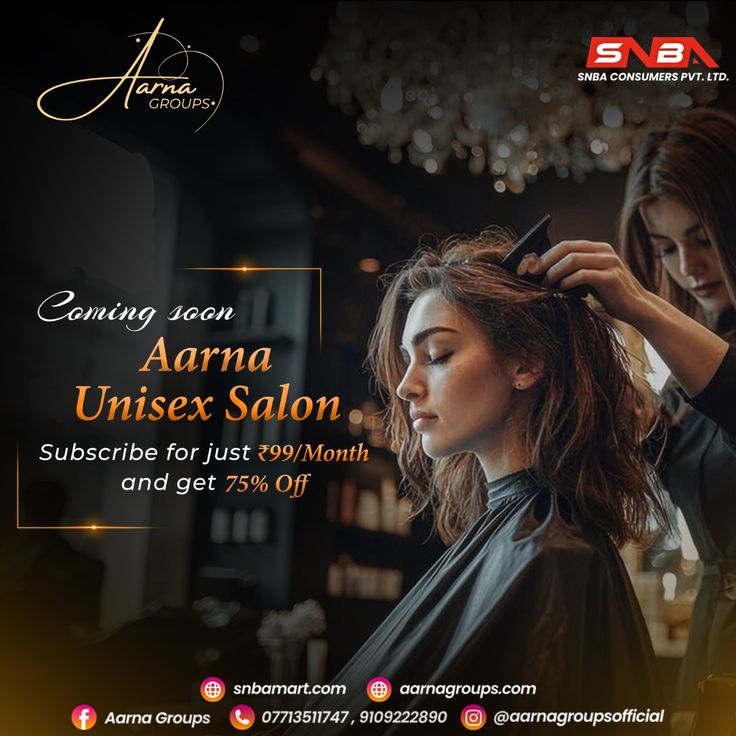 Aarna
GROUPS
SNBA
SNBA CONSUMERS PVT. LTD.
Coming soon
Aarna
Unisex Salon
Subscribe for just ₹99/Month
and get 75% Off
snbamart.com aarnagroups.com
Aarna Groups 07713511747 , 9109222890 @aarnagroupsofficial